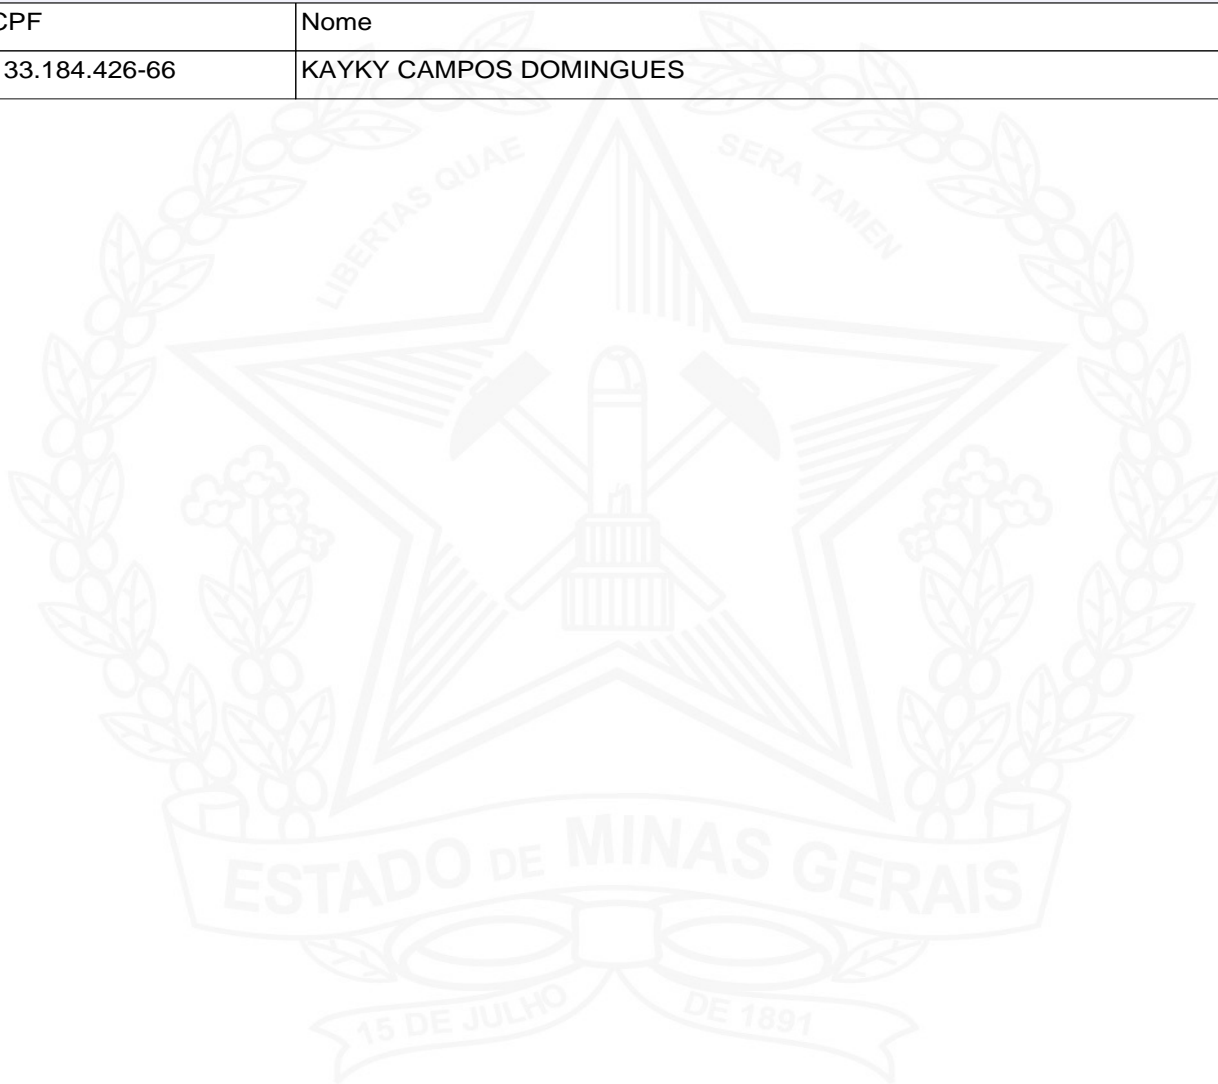 CPF Nome
33.184.426-66 KAYKY CAMPOS DOMINGUES
LIBERTAS QUAE SERA TAMEN
ESTADO DE MINAS GERAIS
15 DE JULHO DE 1891